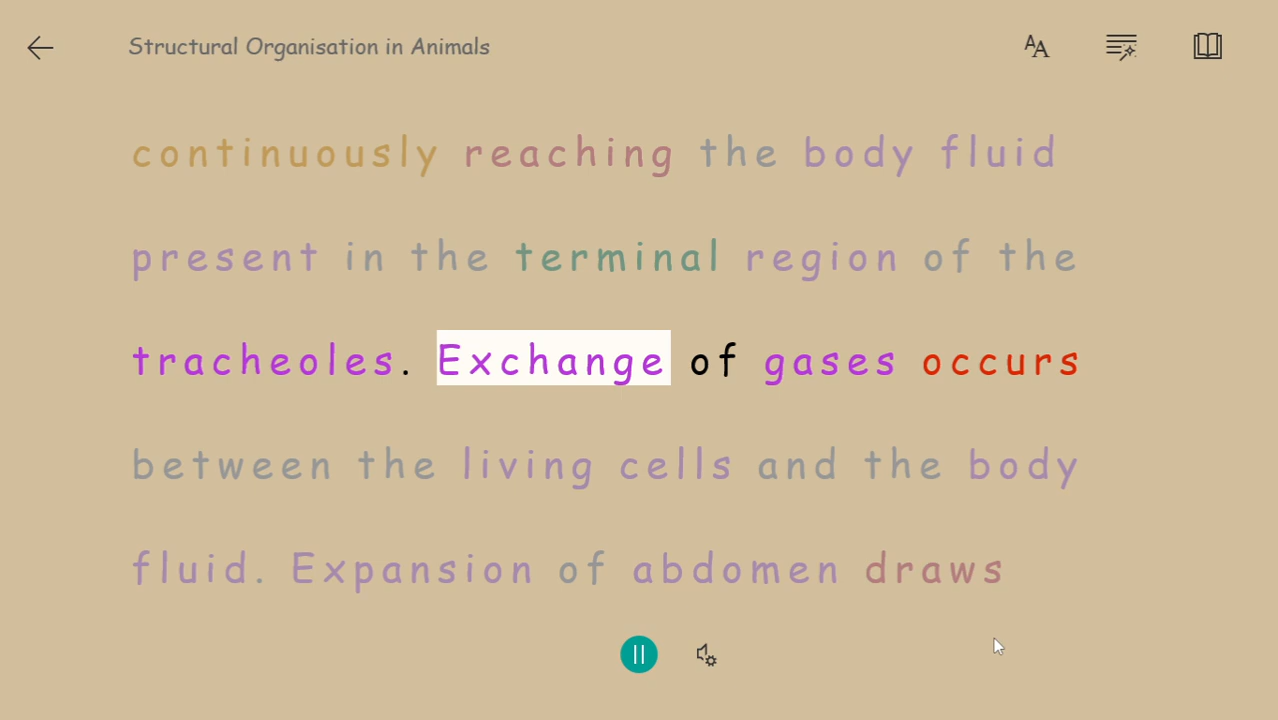 Structural Organisation in Animals
AA
continuously reaching the body fluid
present in the terminal region of the
tracheoles. Exchange of gases occurs
between the living cells and the body
fluid. Expansion of abdomen draws